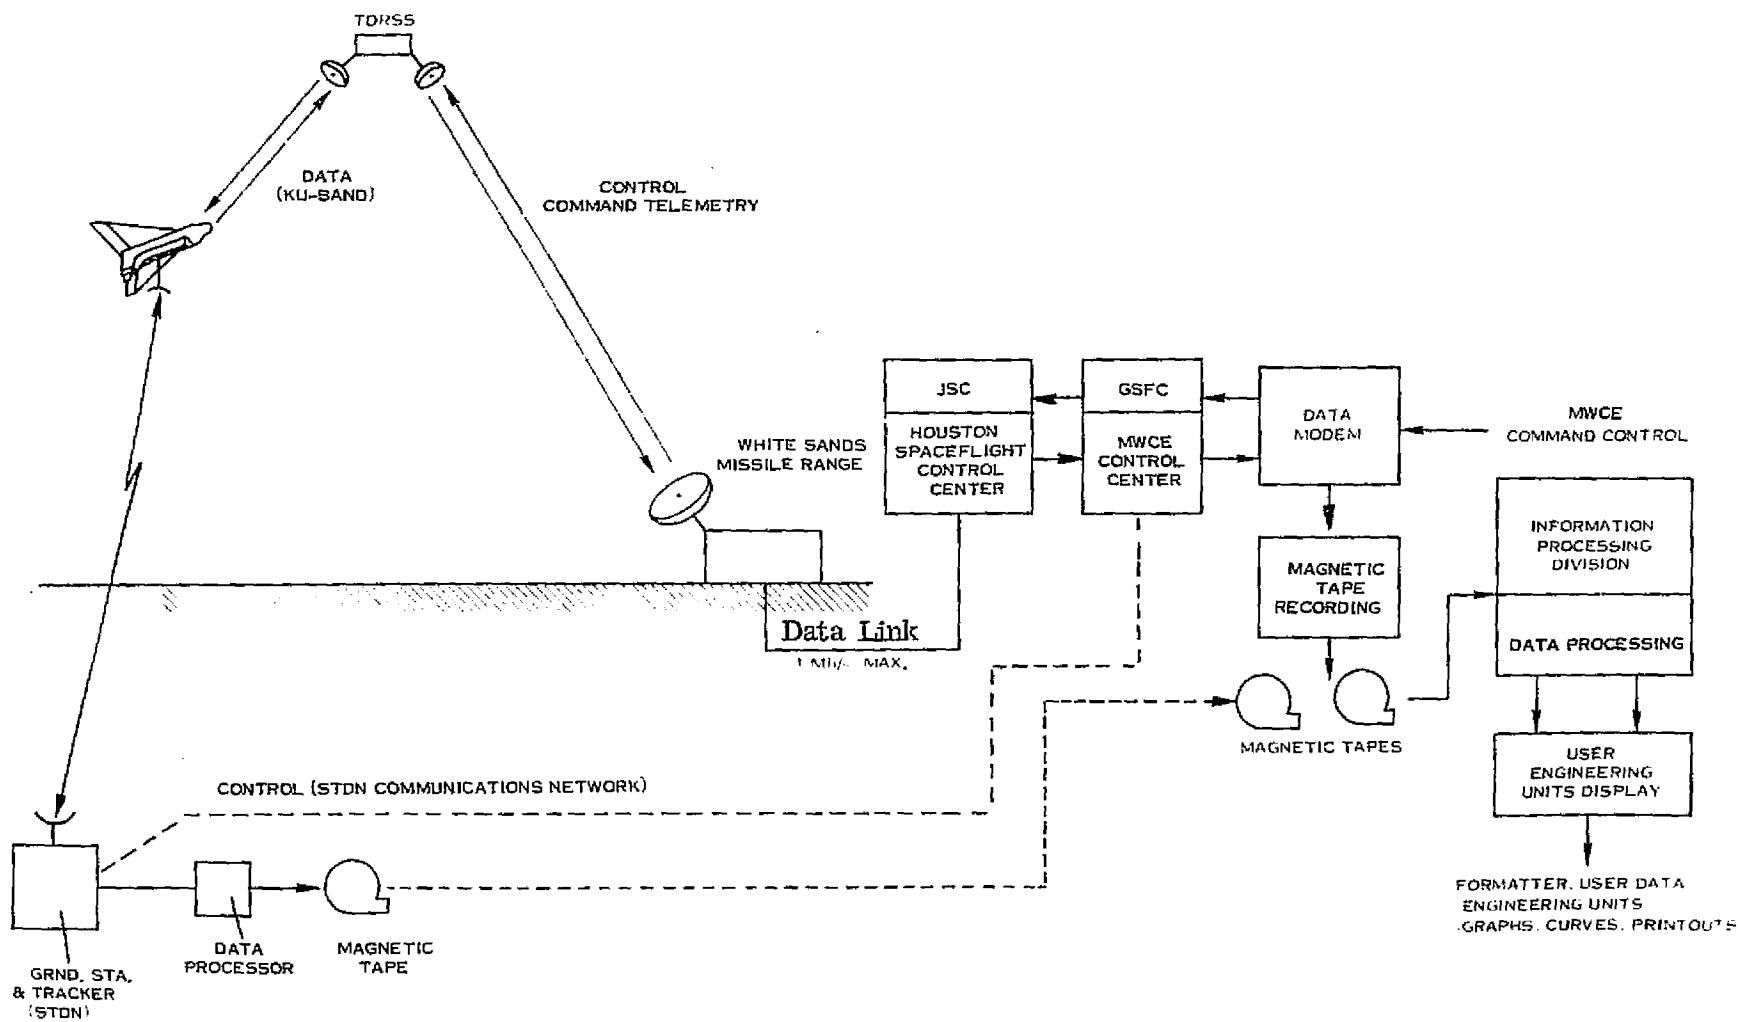 TDRSS
DATA
(KU-BAND)
CONTROL
COMMAND TELEMETRY
WHITE SANDS
MISSILE RANGE
JSC
HOUSTON
SPACEFLIGHT
CONTROL
CENTER
GSFC
MWCE
CONTROL
CENTER
DATA
MODEM
MWCE
COMMAND CONTROL
MAGNETIC
TAPE
RECORDING
INFORMATION
PROCESSING
DIVISION
DATA PROCESSING
Data Link
MAX.
MAGNETIC TAPES
USER
ENGINEERING
UNITS DISPLAY
CONTROL (STDN COMMUNICATIONS NETWORK)
FORMATTER, USER DATA
ENGINEERING UNITS
GRAPHS, CURVES, PRINTOUTS
DATA
PROCESSOR
MAGNETIC
TAPE
GRND. STA.
& TRACKER
(STDN)